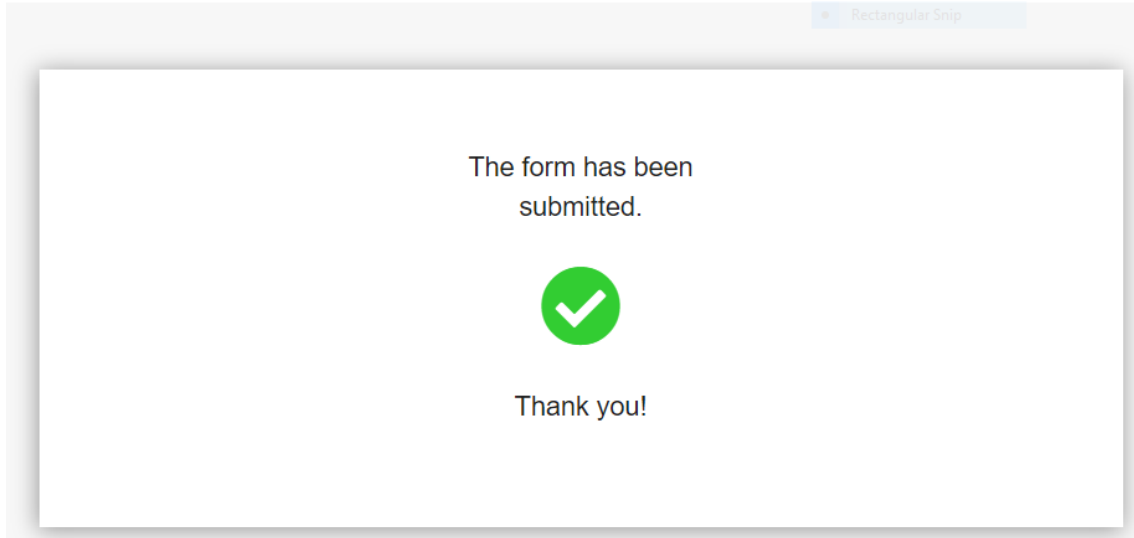 Rectangular Snip
The form has been
submitted.
Thank you!